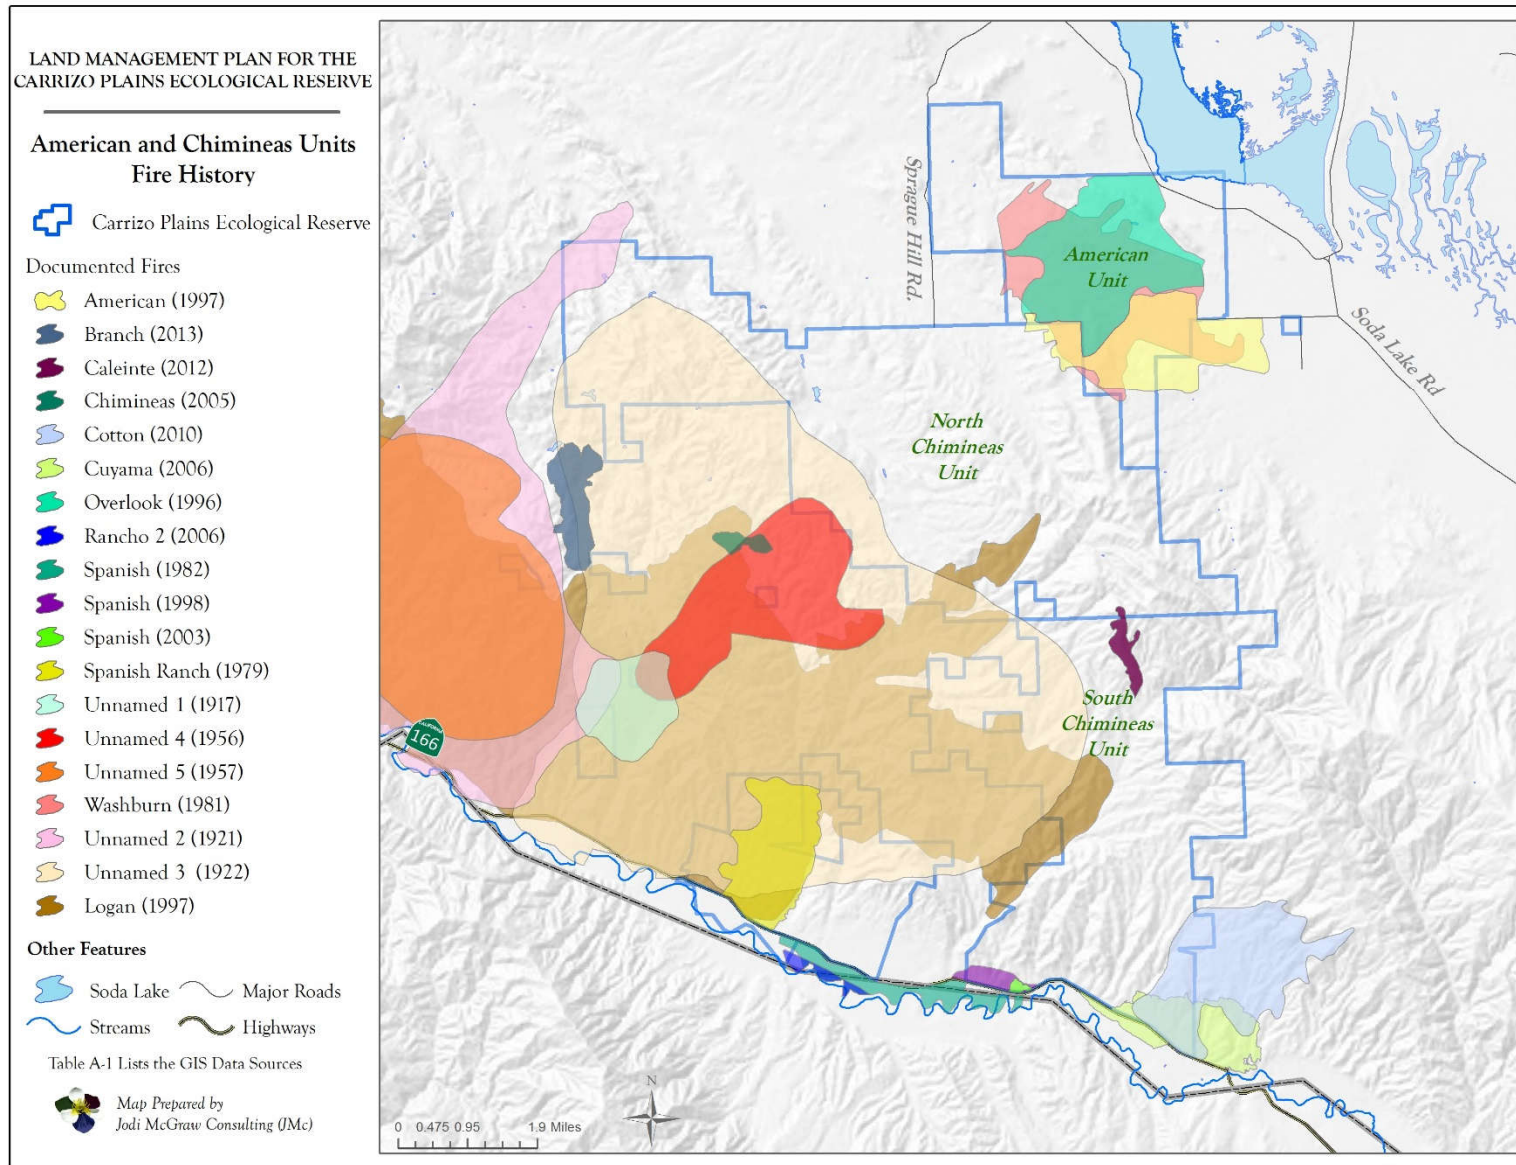 LAND MANAGEMENT PLAN FOR THE
CARRIZO PLAINS ECOLOGICAL RESERVE
American and Chimineas Units
Fire History
Carrizo Plains Ecological Reserve
Documented Fires
American (1997)
Branch (2013)
Caleinte (2012)
Chimineas (2005)
Cotton (2010)
Cuyama (2006)
Overlook (1996)
Rancho 2 (2006)
Spanish (1982)
Spanish (1998)
Spanish (2003)
Spanish Ranch (1979)
Unnamed 1 (1917)
Unnamed 4 (1956)
Unnamed 5 (1957)
Washburn (1981)
Unnamed 2 (1921)
Unnamed 3 (1922)
Logan (1997)
Other Features
Soda Lake
Major Roads
Streams
Highways
Table A-1 Lists the GIS Data Sources
Map Prepared by
Jodi McGraw Consulting (JMc)
Sprague Hill Rd.
American
Unit
Soda Lake Rd
North
Chimineas
Unit
South
Chimineas
Unit
CALIFORNIA
166
N
0 0.475 0.95 1.9 Miles